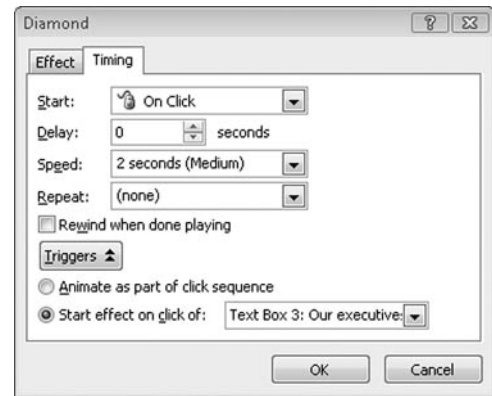 Diamond
Effect Timing
Start: On Click
Delay: 0 seconds
Speed: 2 seconds (Medium)
Repeat: (none)
Rewind when done playing
Triggers
Animate as part of click sequence
Start effect on click of: Text Box 3: Our executive:
OK Cancel